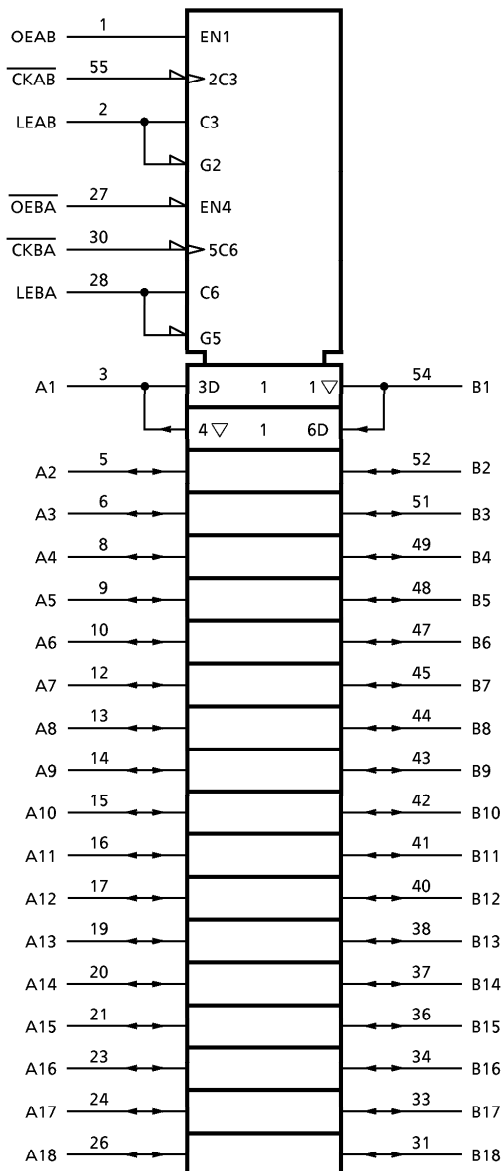 OEAB 1 EN1
C̅K̅A̅B̅ 55 2C3
LEAB 2 C3
G2
O̅E̅B̅A̅ 27 EN4
C̅K̅B̅A̅ 30 5C6
LEBA 28 C6
G5
A1 3 3D 1 1 ▽ 54 B1
4 ▽ 1 6D
A2 5 52 B2
A3 6 51 B3
A4 8 49 B4
A5 9 48 B5
A6 10 47 B6
A7 12 45 B7
A8 13 44 B8
A9 14 43 B9
A10 15 42 B10
A11 16 41 B11
A12 17 40 B12
A13 19 38 B13
A14 20 37 B14
A15 21 36 B15
A16 23 34 B16
A17 24 33 B17
A18 26 31 B18